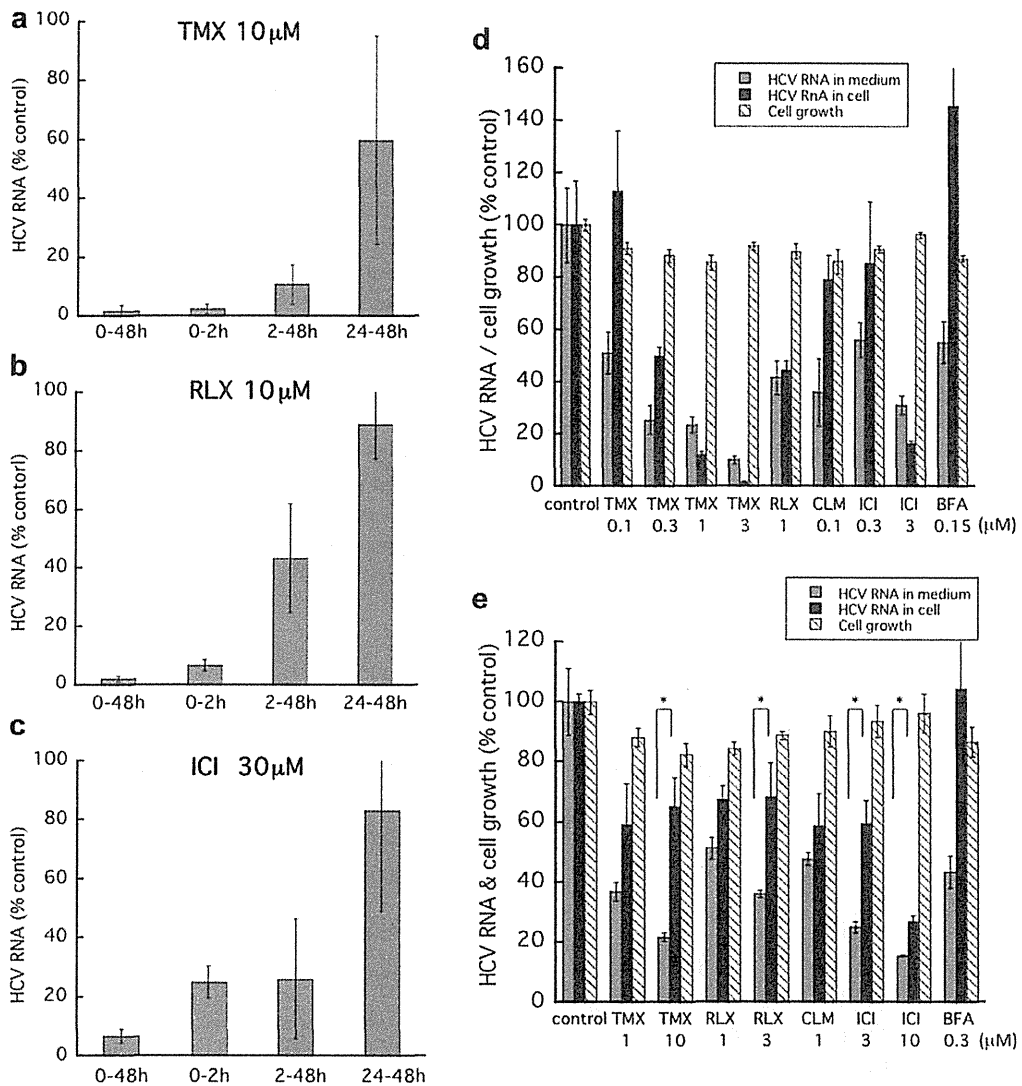 a
TMX 10μM
HCV RNA (% control)
100
80
60
40
20
0
0-48h 0-2h 2-48h 24-48h
b
RLX 10μM
HCV RNA (% contorl)
100
80
60
40
20
0
0-48h 0-2h 2-48h 24-48h
c
ICI 30μM
HCV RNA (% control)
100
80
60
40
20
0
0-48h 0-2h 2-48h 24-48h
d
HCV RNA in medium
HCV RnA in cell
Cell growth
HCV RNA / cell growth (% control)
160
140
120
100
80
60
40
20
0
control TMX TMX TMX TMX RLX CLM ICI ICI BFA
0.1 0.3 1 3 1 0.1 0.3 3 0.15 (μM)
e
HCV RNA in medium
HCV RNA in cell
Cell growth
HCV RNA & cell growth (% control)
120
100
80
60
40
20
0
* * * *
control TMX TMX RLX RLX CLM ICI ICI BFA
1 10 1 3 1 3 10 0.3 (μM)